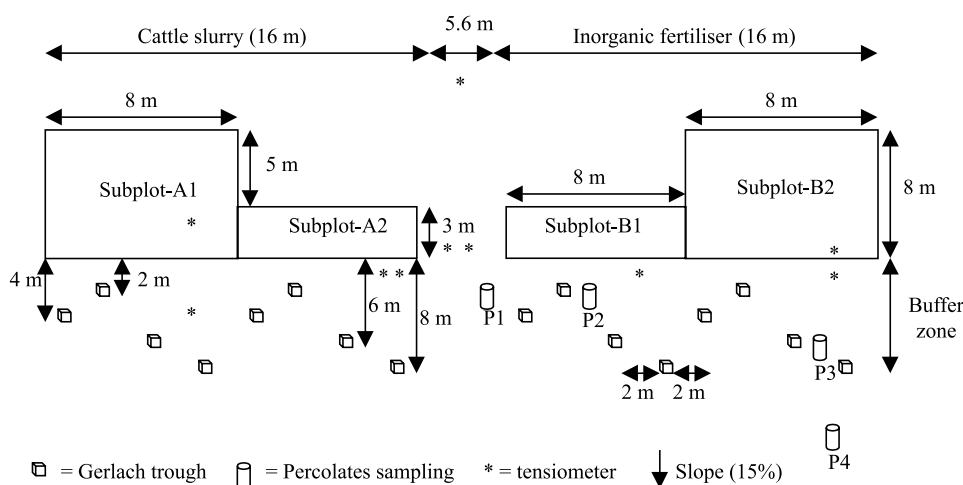 5.6 m
Cattle slurry (16 m)
Inorganic fertiliser (16 m)
*
8 m
8 m
5 m
Subplot-A1
Subplot-B2
8 m
8 m
*
Subplot-A2
3 m
Subplot-B1
* *
*
4 m
2 m
* *
*
*
6 m
8 m
Buffer
zone
*
P1
P2
P3
2 m
2 m
P4
= Gerlach trough
= Percolates sampling
* = tensiometer
Slope (15%)